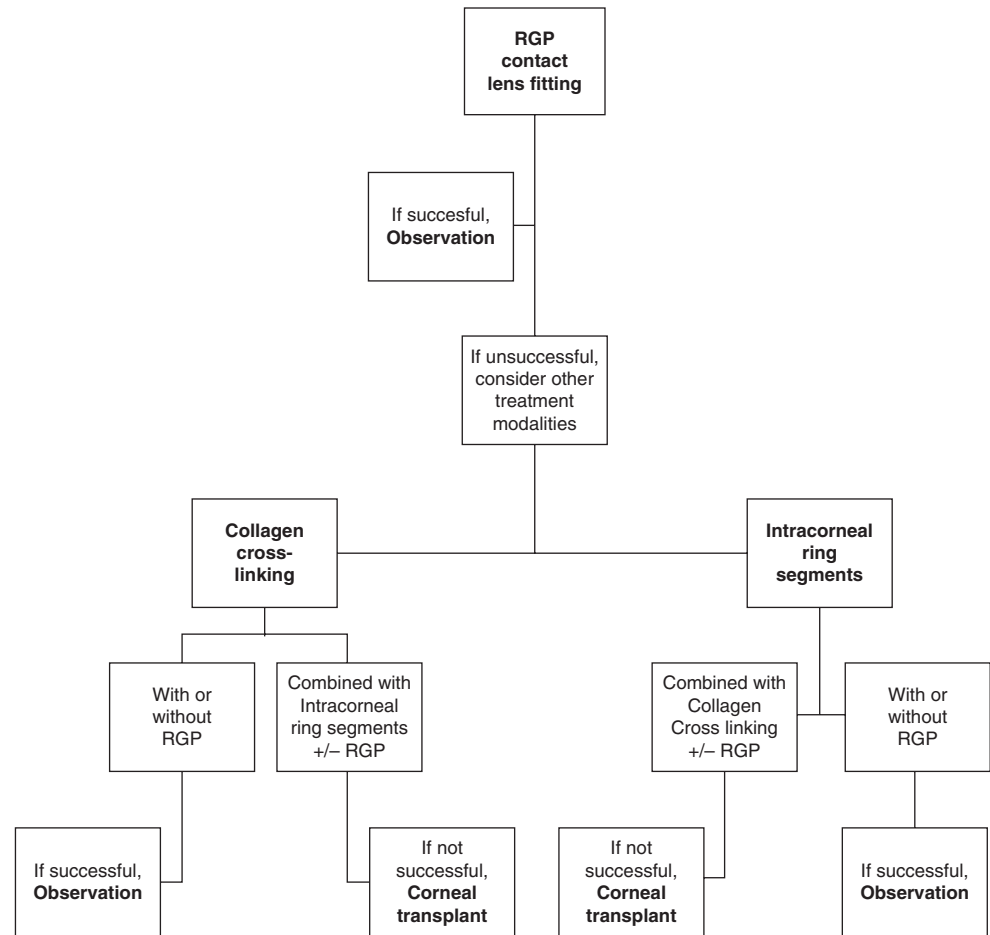 RGP
contact
lens fitting
If succesful,
Observation
If unsuccessful,
consider other
treatment
modalities
Collagen
cross-
linking
Intracorneal
ring
segments
With or
without
RGP
Combined with
Intracorneal
ring segments
+/– RGP
Combined with
Collagen
Cross linking
+/– RGP
With or
without
RGP
If successful,
Observation
If not
successful,
Corneal
transplant
If not
successful,
Corneal
transplant
If successful,
Observation